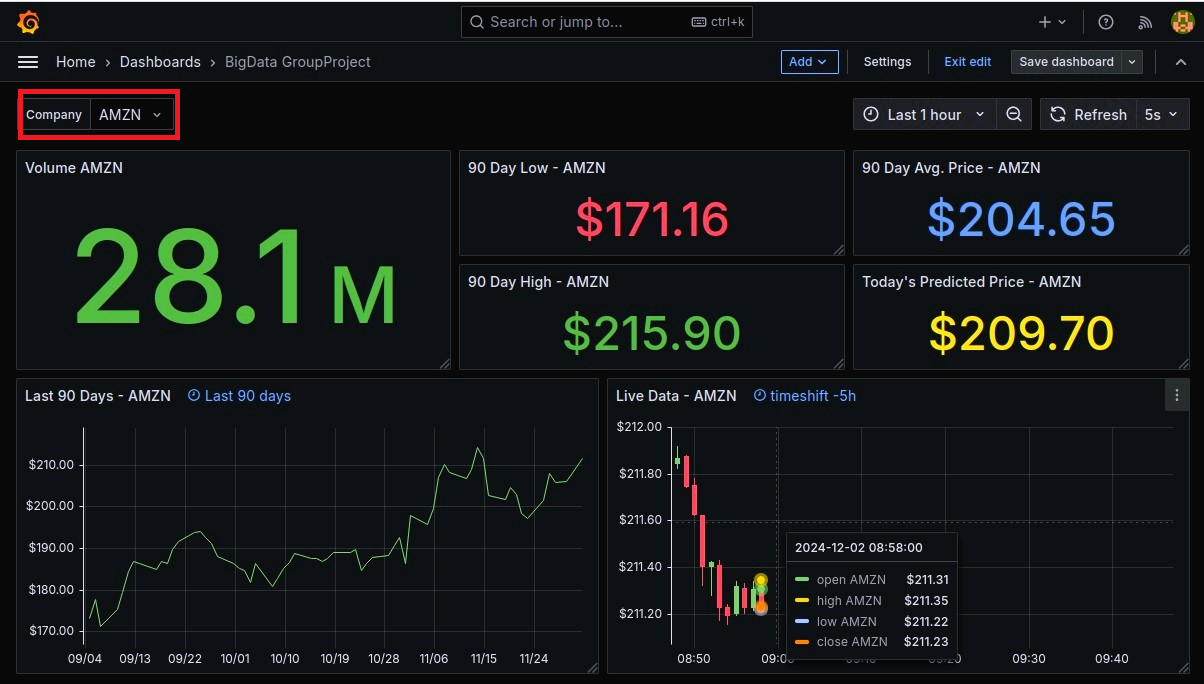 Search or jump to... ctrl+k
Home › Dashboards › BigData GroupProject
Add Settings Exit edit Save dashboard
Company AMZN
Last 1 hour Refresh 5s
Volume AMZN
28.1 M
90 Day Low - AMZN
$171.16
90 Day Avg. Price - AMZN
$204.65
90 Day High - AMZN
$215.90
Today's Predicted Price - AMZN
$209.70
Last 90 Days - AMZN Last 90 days
$210.00
$200.00
$190.00
$180.00
$170.00
09/04 09/13 09/22 10/01 10/10 10/19 10/28 11/06 11/15 11/24
Live Data - AMZN timeshift -5h
$212.00
$211.80
$211.60
$211.40
$211.20
2024-12-02 08:58:00
open AMZN $211.31
high AMZN $211.35
low AMZN $211.22
close AMZN $211.23
08:50 09:00 09:10 09:20 09:30 09:40